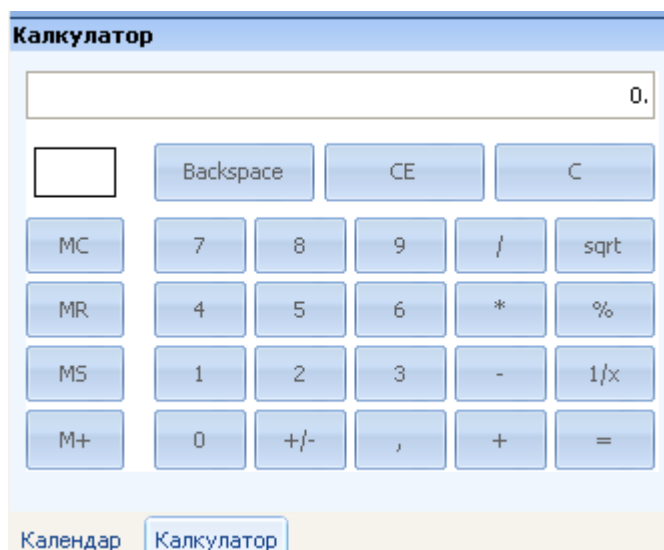 Калкулатор
0.
Backspace CE C
MC 7 8 9 / sqrt
MR 4 5 6 * %
MS 1 2 3 - 1/x
M+ 0 +/- , + =
Календар Калкулатор